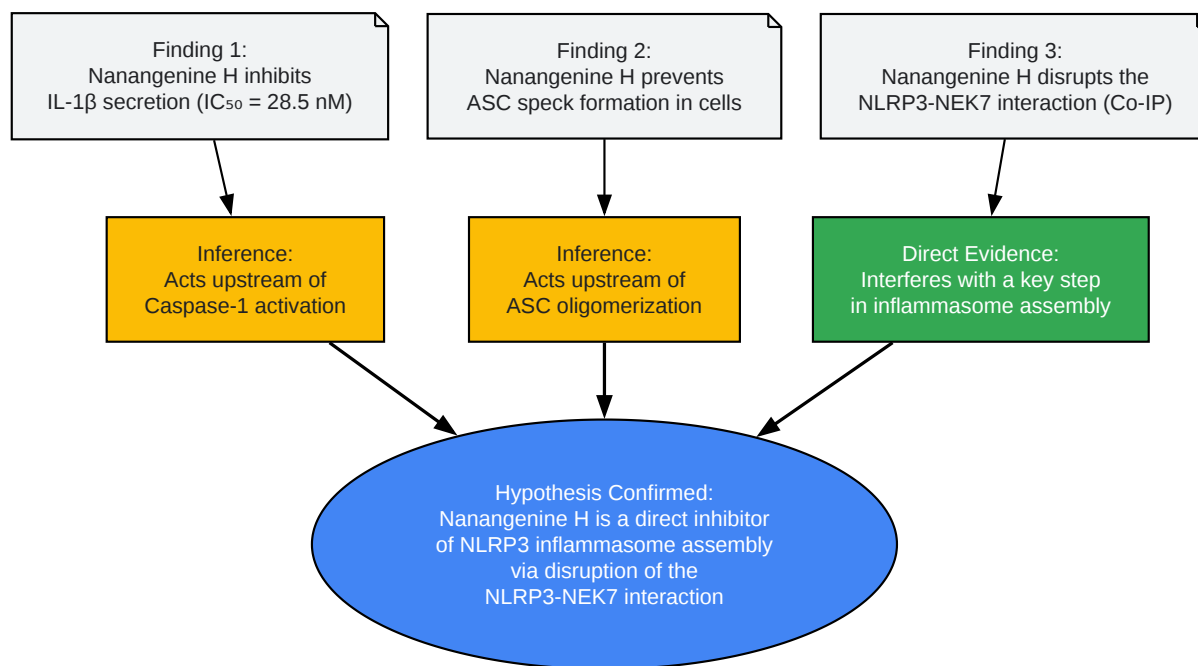 Finding 1:
Nanangenine H inhibits
IL-1β secretion (IC₅₀ = 28.5 nM)
Finding 2:
Nanangenine H prevents
ASC speck formation in cells
Finding 3:
Nanangenine H disrupts the
NLRP3-NEK7 interaction (Co-IP)
Inference:
Acts upstream of
Caspase-1 activation
Inference:
Acts upstream of
ASC oligomerization
Direct Evidence:
Interferes with a key step
in inflammasome assembly
Hypothesis Confirmed:
Nanangenine H is a direct inhibitor
of NLRP3 inflammasome assembly
via disruption of the
NLRP3-NEK7 interaction